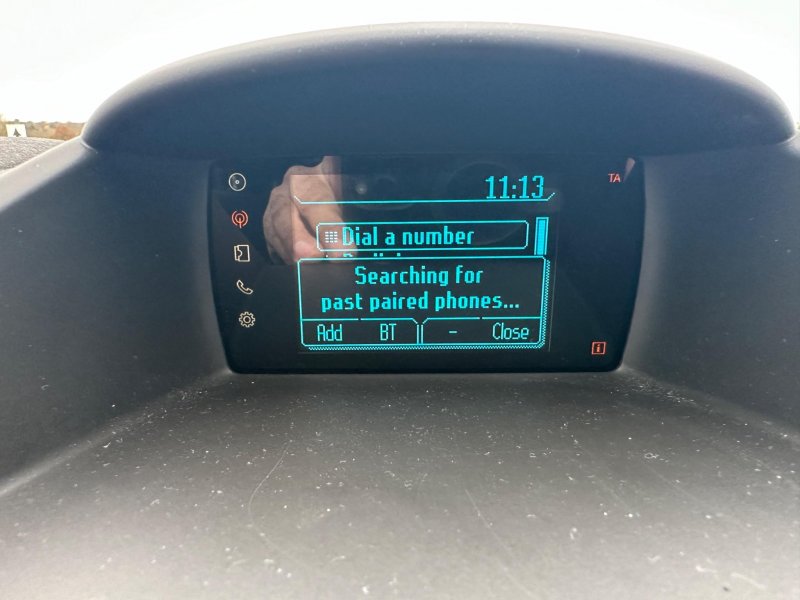 11:13
TA
Dial a number
Searching for
past paired phones...
Add BT - Close
i